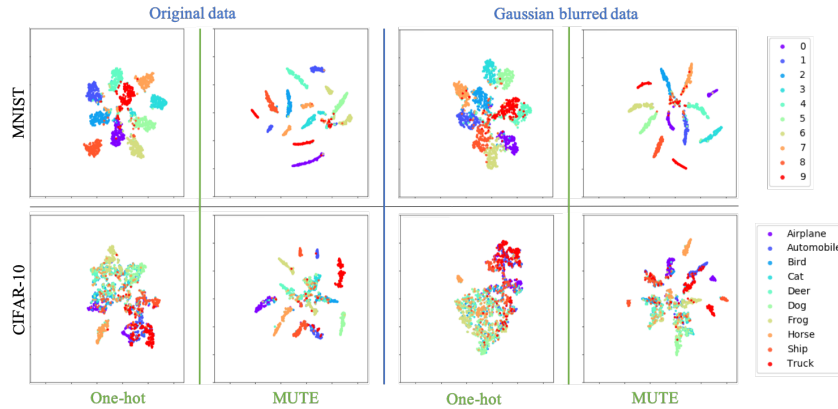 Original data
Gaussian blurred data
MNIST
0
1
2
3
4
5
6
7
8
9
CIFAR-10
Airplane
Automobile
Bird
Cat
Deer
Dog
Frog
Horse
Ship
Truck
One-hot
MUTE
One-hot
MUTE